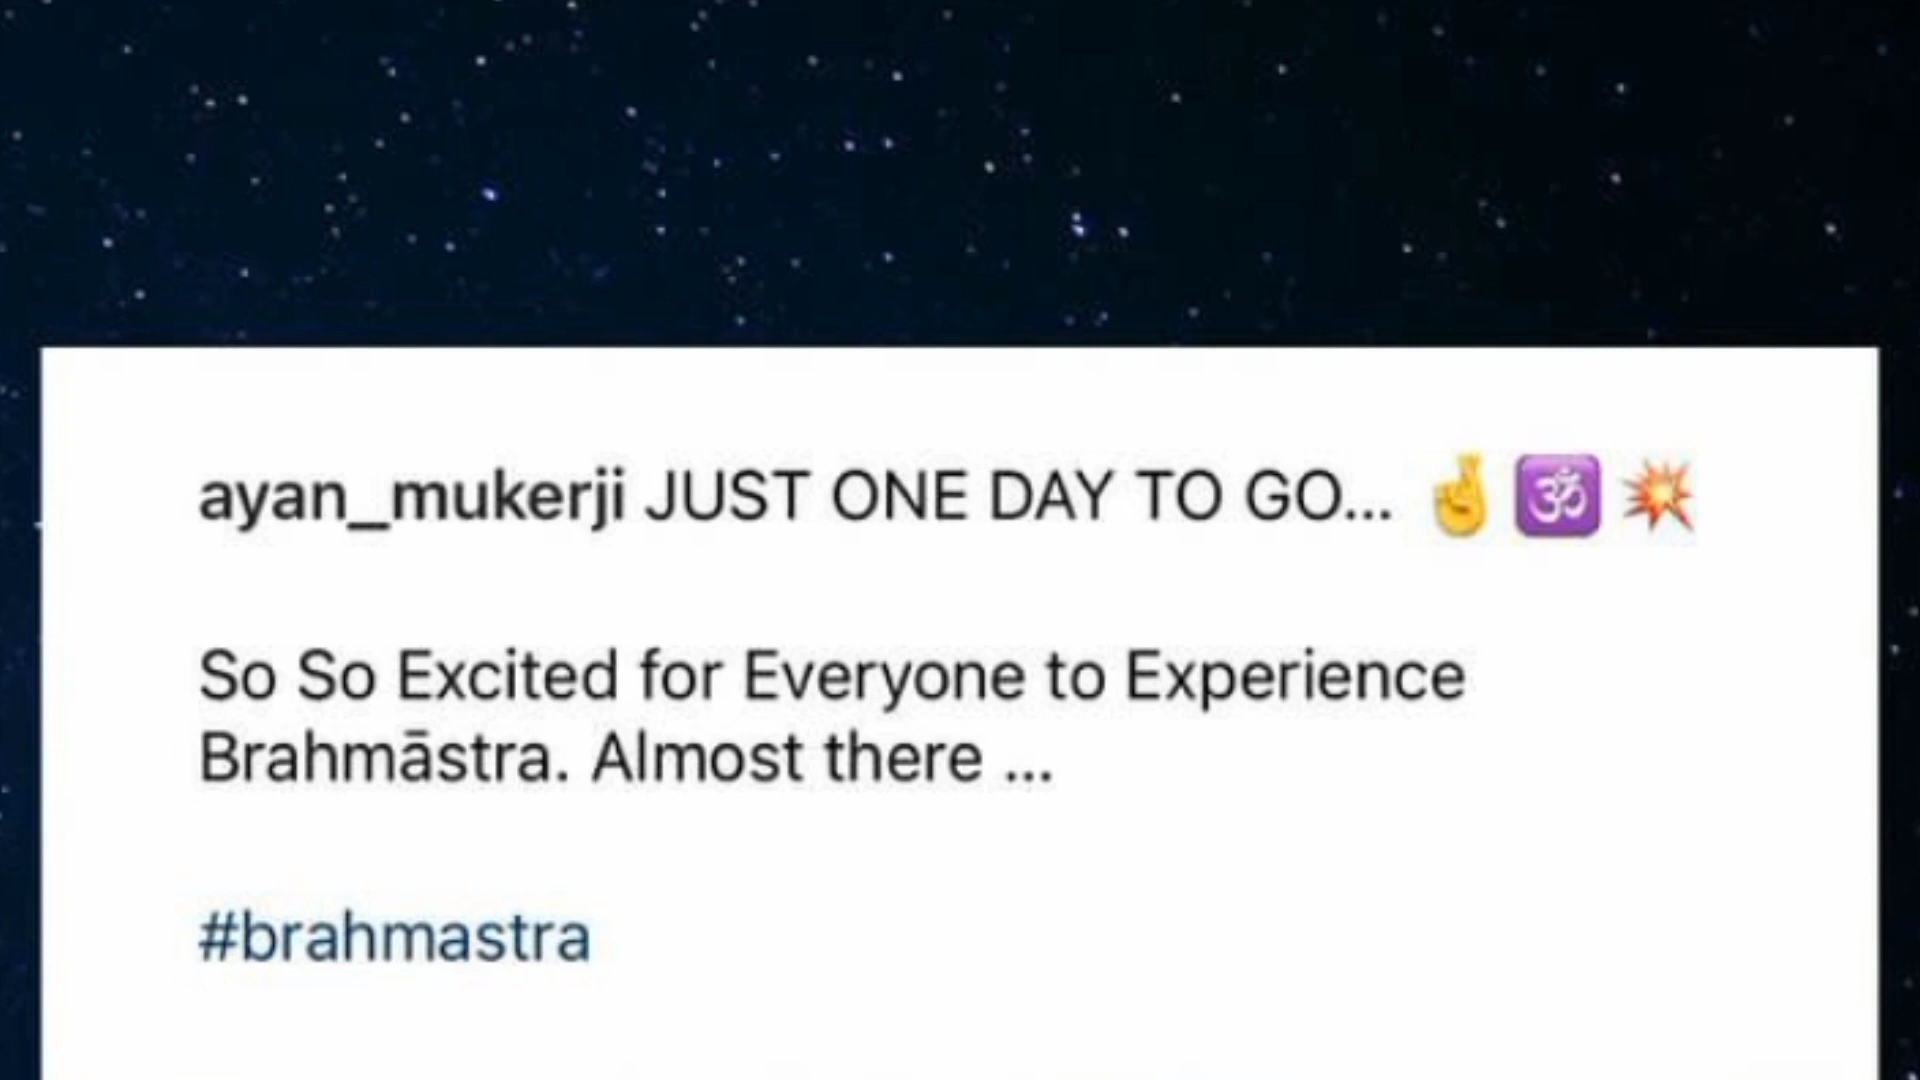 ayan_mukerji JUST ONE DAY TO GO... 🤞🕉️💥
So So Excited for Everyone to Experience
Brahmāstra. Almost there ...
#brahmastra